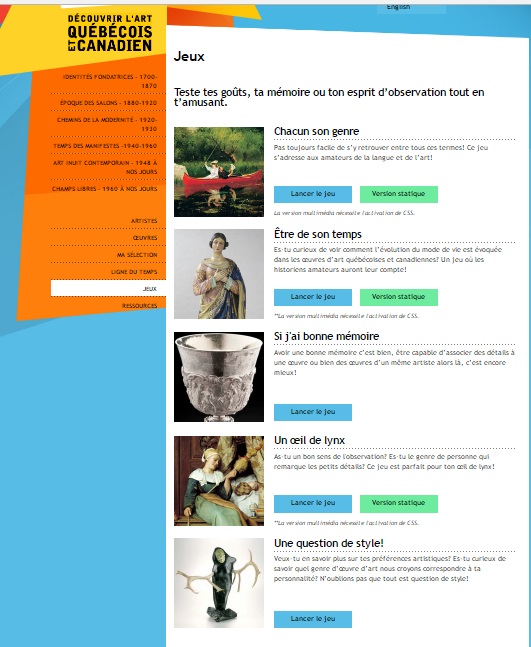 English
DÉCOUVRIR L'ART
QUÉBÉCOIS
ET CANADIEN
IDENTITÉS FONDATRICES - 1700-
1870
ÉPOQUE DES SALONS - 1880-1920
CHEMINS DE LA MODERNITÉ - 1920-
1930
TEMPS DES MANIFESTES -1940-1960
ART INUIT CONTEMPORAIN - 1948 À
NOS JOURS
CHAMPS LIBRES - 1960 À NOS JOURS
ARTISTES
ŒUVRES
MA SÉLECTION
LIGNE DU TEMPS
JEUX
RESSOURCES
Jeux
Teste tes goûts, ta mémoire ou ton esprit d'observation tout en
t'amusant.
Chacun son genre
Pas toujours facile de s'y retrouver entre tous ces termes! Ce jeu
s'adresse aux amateurs de la langue et de l'art!
Lancer le jeu Version statique
La version multimédia nécesite l'activation de CSS.
Être de son temps
Es-tu curieux de voir comment l'évolution du mode de vie est évoquée
dans les œuvres d'art québécoises et canadiennes? Un jeu où les
historiens amateurs auront leur compte!
Lancer le jeu Version statique
**La version multimédia nécesite l'activation de CSS.
Si j'ai bonne mémoire
Avoir une bonne mémoire c'est bien, être capable d'associer des détails à
une œuvre ou bien des œuvres d'un même artiste alors là, c'est encore
mieux!
Lancer le jeu
Un œil de lynx
As-tu un bon sens de l'observation? Es-tu le genre de personne qui
remarque les petits détails? Ce jeu est parfait pour ton œil de lynx!
Lancer le jeu Version statique
**La version multimédia nécesite l'activation de CSS.
Une question de style!
Veux-tu en savoir plus sur tes préférences artistiques? Es-tu curieux de
savoir quel genre d'œuvre d'art nous croyons correspondre à ta
personnalité? N'oublions pas que tout est question de style!
Lancer le jeu